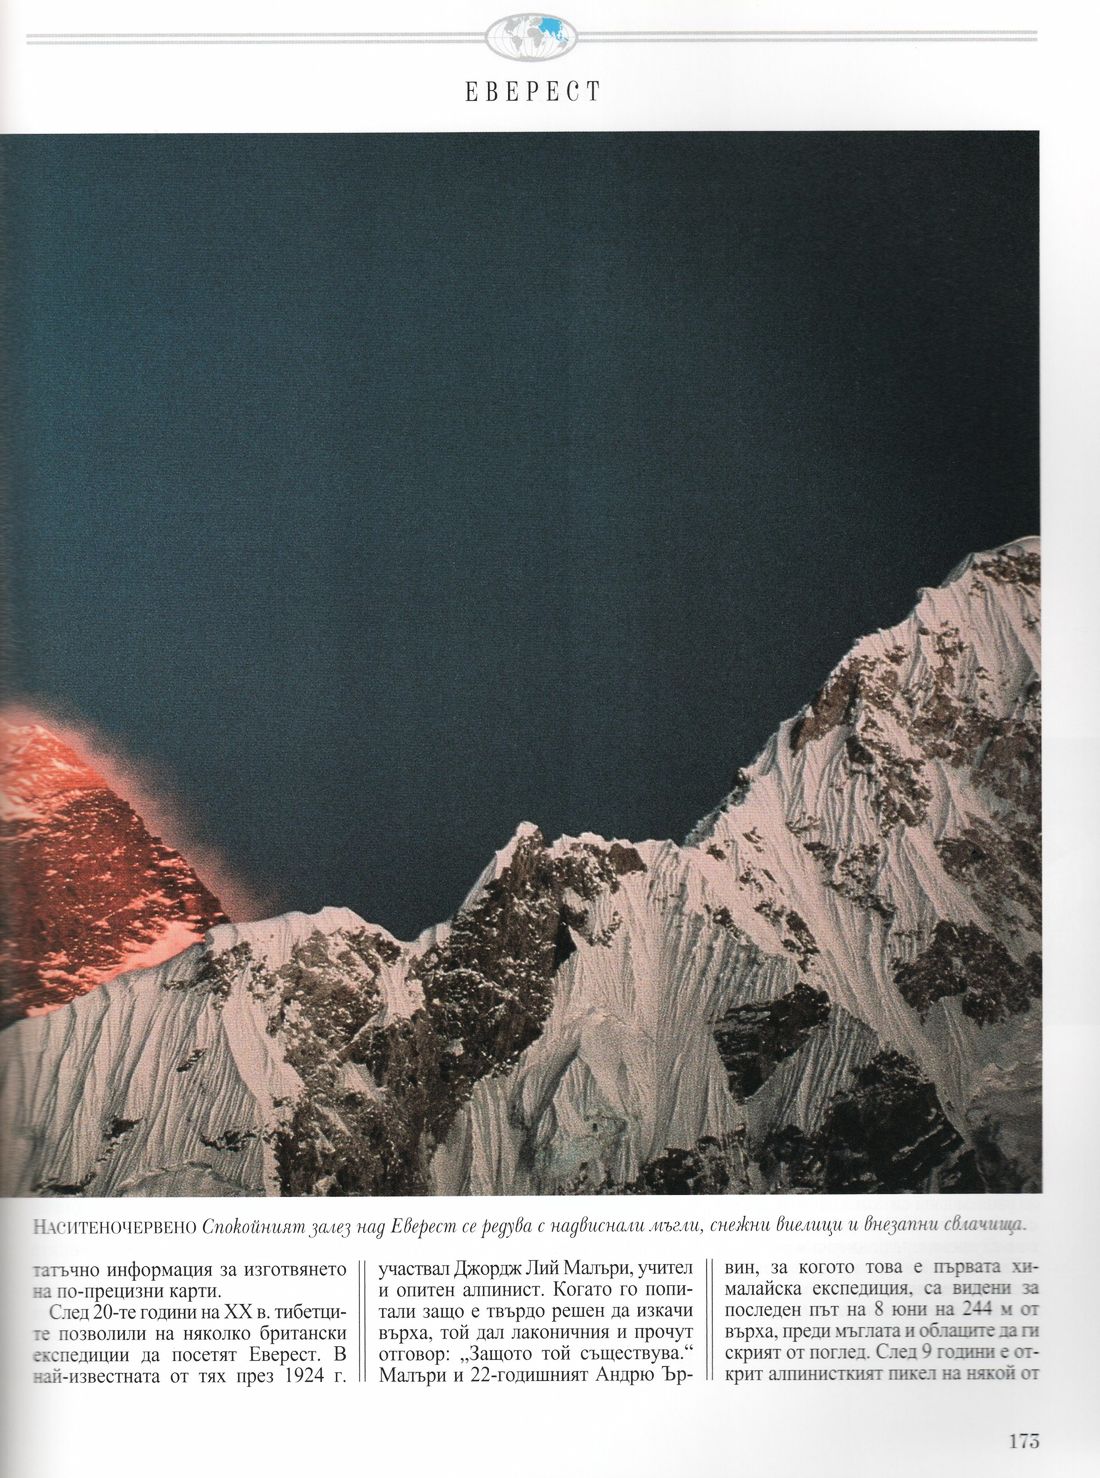 ЕВЕРЕСТ
НАСИТЕНОЧЕРВЕНО Спокойният залез над Еверест се редува с надвиснали мъгли, снежни виелици и внезапни свлачища.
татъчно информация за изготвянето
на по-прецизни карти.
След 20-те години на XX в. тибетци-
те позволили на няколко британски
експедиции да посетят Еверест. В
най-известната от тях през 1924 г.
участвал Джордж Лий Малъри, учител
и опитен алпинист. Когато го попи-
тали защо е твърдо решен да изкачи
върха, той дал лаконичния и прочут
отговор: „Защото той съществува.“
Малъри и 22-годишният Андрю Ър-
вин, за когото това е първата хи-
малайска експедиция, са видени за
последен път на 8 юни на 244 м от
върха, преди мъглата и облаците да ги
скрият от поглед. След 9 години е от-
крит алпинисткият пикел на някой от
173